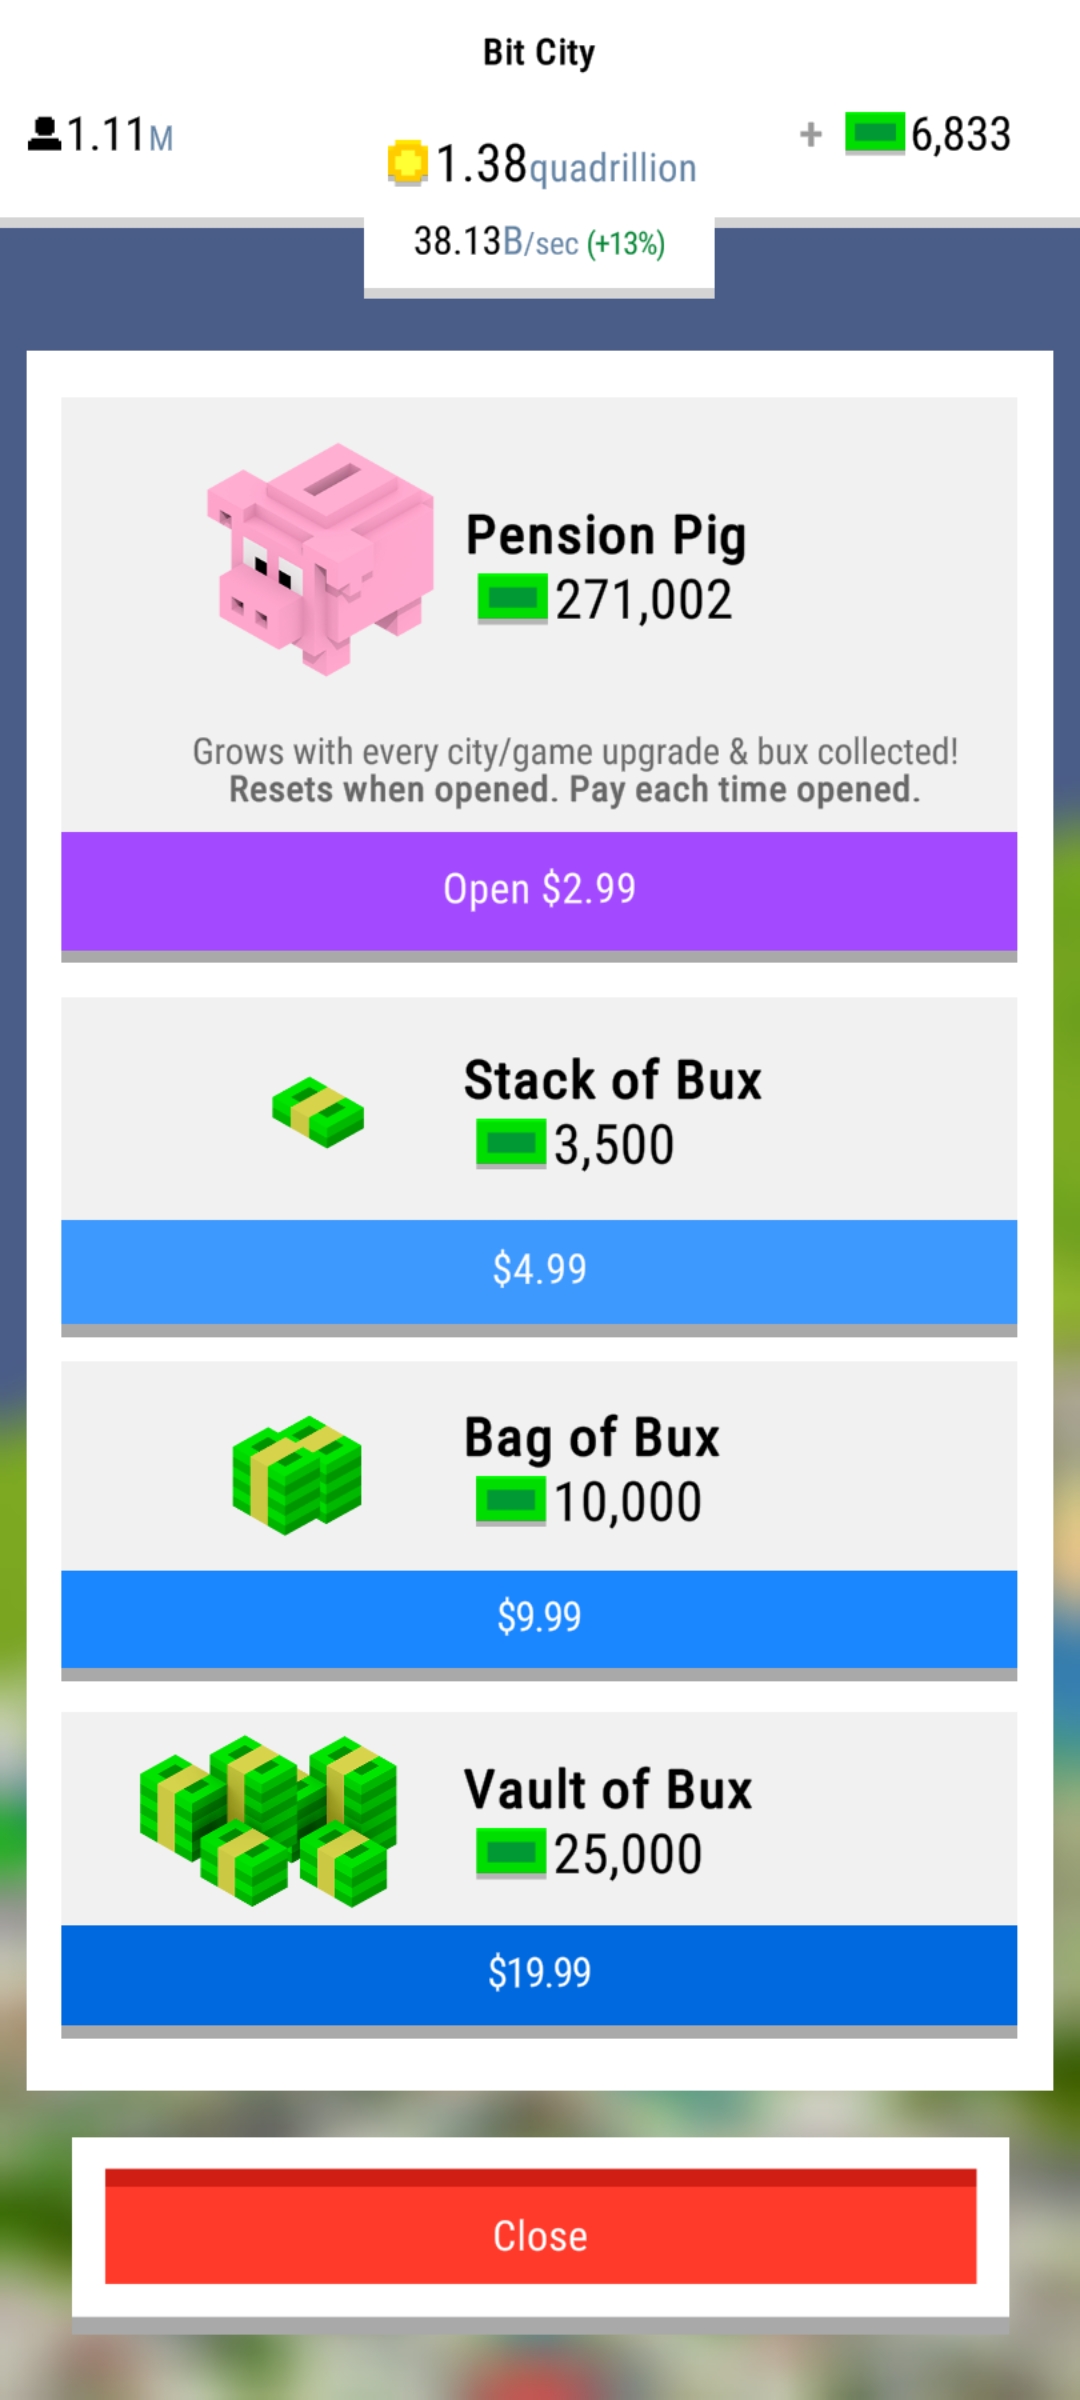 Bit City
1.11M
1.38quadrillion
+ 6,833
38.13B/sec (+13%)
Pension Pig
271,002
Grows with every city/game upgrade & bux collected!
Resets when opened. Pay each time opened.
Open $2.99
Stack of Bux
3,500
$4.99
Bag of Bux
10,000
$9.99
Vault of Bux
25,000
$19.99
Close